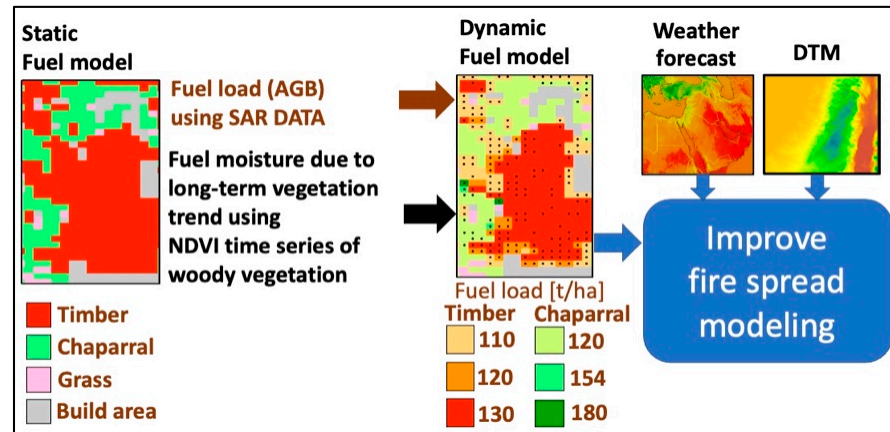 Static
Fuel model
Fuel load (AGB)
using SAR DATA
Fuel moisture due to
long-term vegetation
trend using
NDVI time series of
woody vegetation
Timber
Chaparral
Grass
Build area
Dynamic
Fuel model
Fuel load [t/ha]
Timber Chaparral
110 120
120 154
130 180
Weather
forecast
DTM
Improve
fire spread
modeling